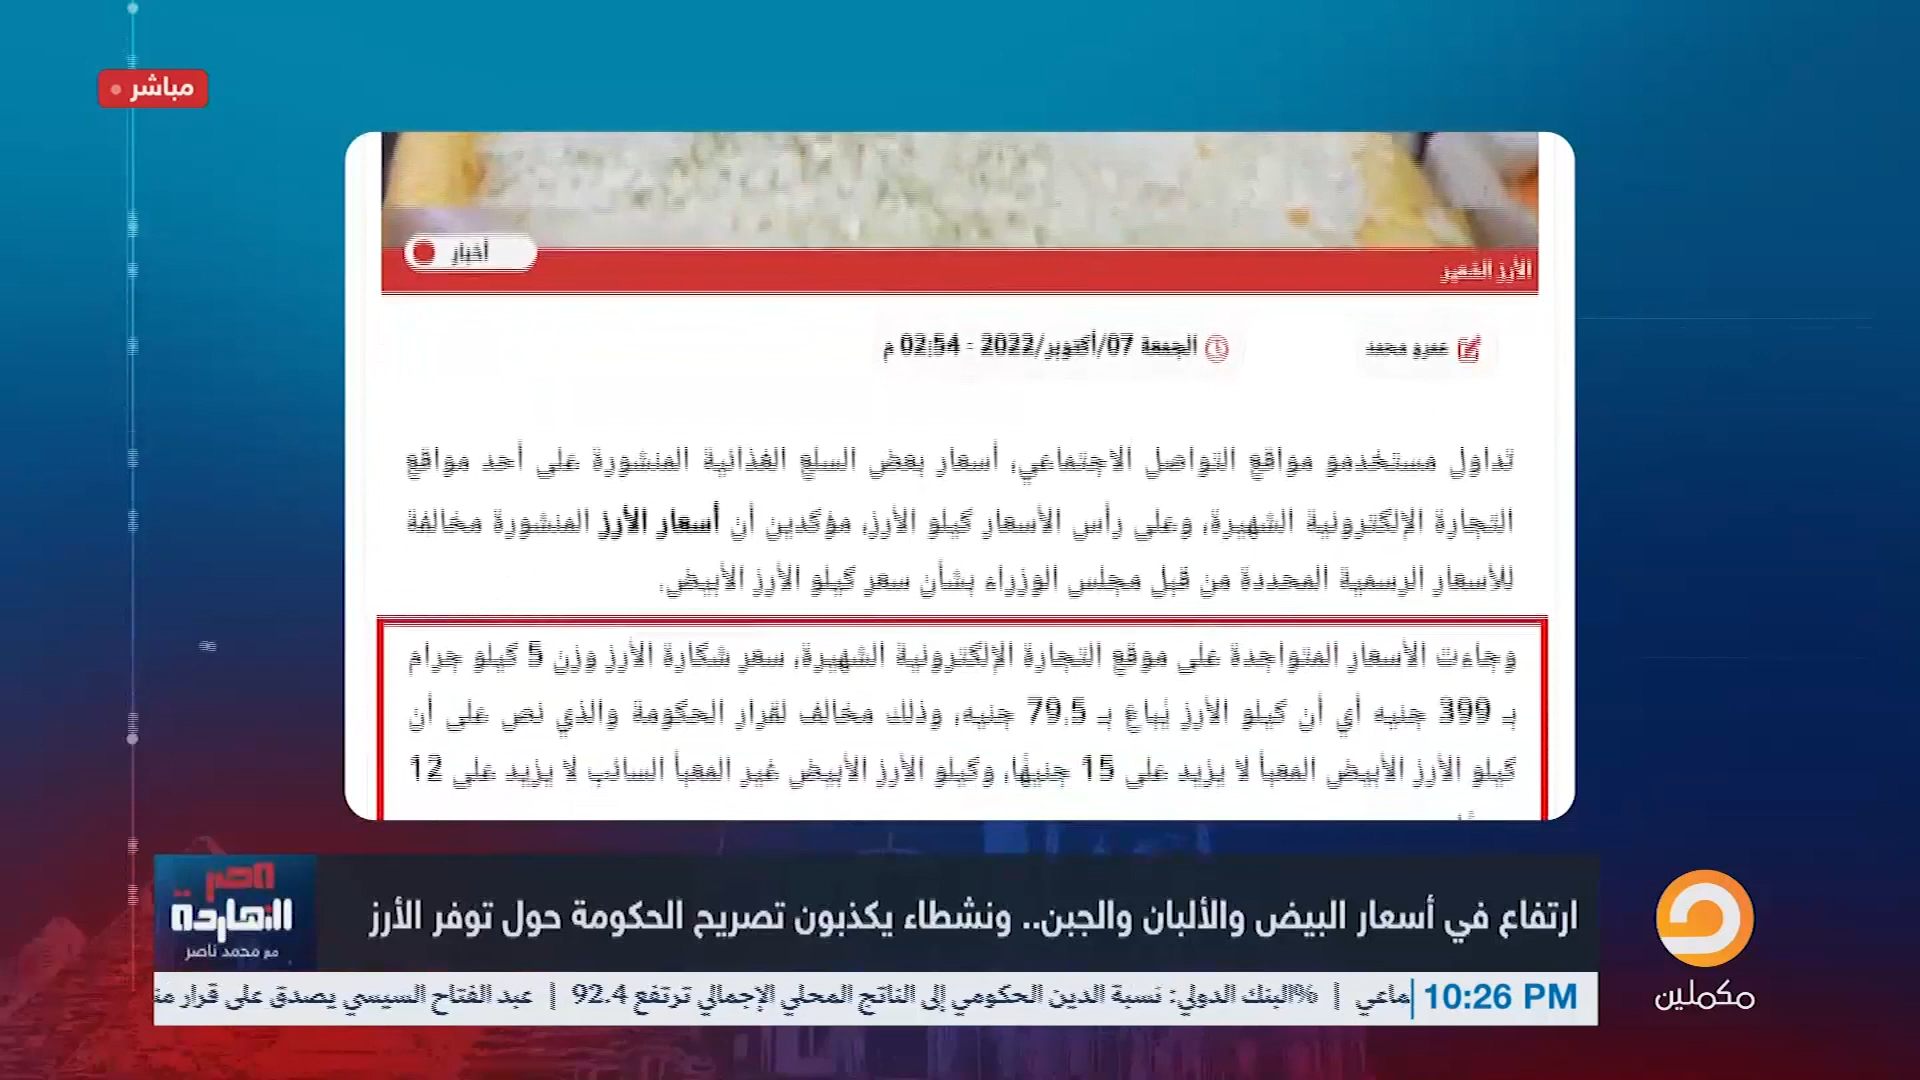 مباشر
أخبار
الأرز الشعير
عمرو محمد
الجمعة 07/أكتوبر/2022 - 02:54 م
تداول مستخدمو مواقع التواصل الاجتماعي، أسعار بعض السلع الغذائية المنشورة على أحد مواقع
التجارة الإلكترونية الشهيرة، وعلى رأس الأسعار كيلو الأرز، مؤكدين أن أسعار الأرز المنشورة مخالفة
للأسعار الرسمية المحددة من قبل مجلس الوزراء بشأن سعر كيلو الأرز الأبيض.
وجاءت الأسعار المتواجدة على موقع التجارة الإلكترونية الشهيرة، سعر شكارة الأرز وزن 5 كيلو جرام
بـ 399 جنيه أي أن كيلو الأرز يُباع بـ 79.5 جنيه، وذلك مخالف لقرار الحكومة والذي نص على أن
كيلو الأرز الأبيض المعبأ لا يزيد على 15 جنيهًا، وكيلو الأرز الأبيض غير المعبأ السائب لا يزيد على 12
ارتفاع في أسعار البيض والألبان والجبن.. ونشطاء يكذبون تصريح الحكومة حول توفر الأرز
مصر
النهاردة
مع محمد ناصر
10:26 PM
ماعي | البنك الدولي: نسبة الدين الحكومي إلى الناتج المحلي الإجمالي ترتفع 92.4% | عبد الفتاح السيسي يصدق على قرار
مكملين